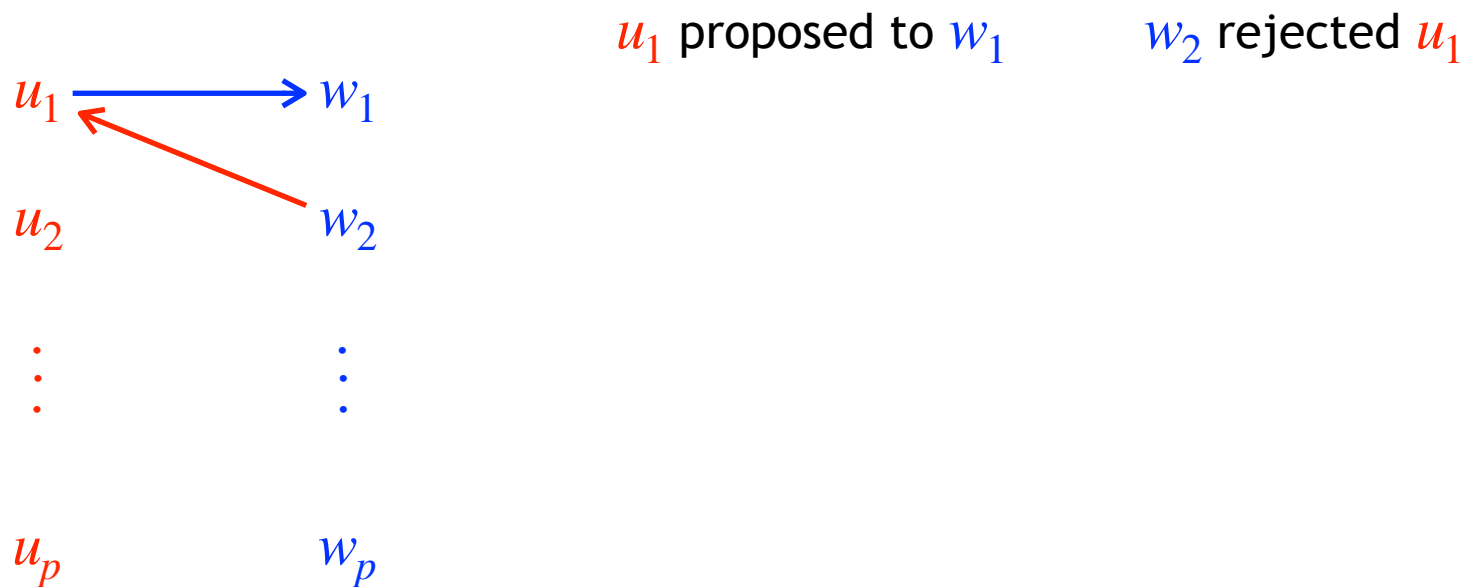 u₁ proposed to w₁ w₂ rejected u₁
u₁ w₁
u₂ w₂
⋮ ⋮
uₚ wₚ